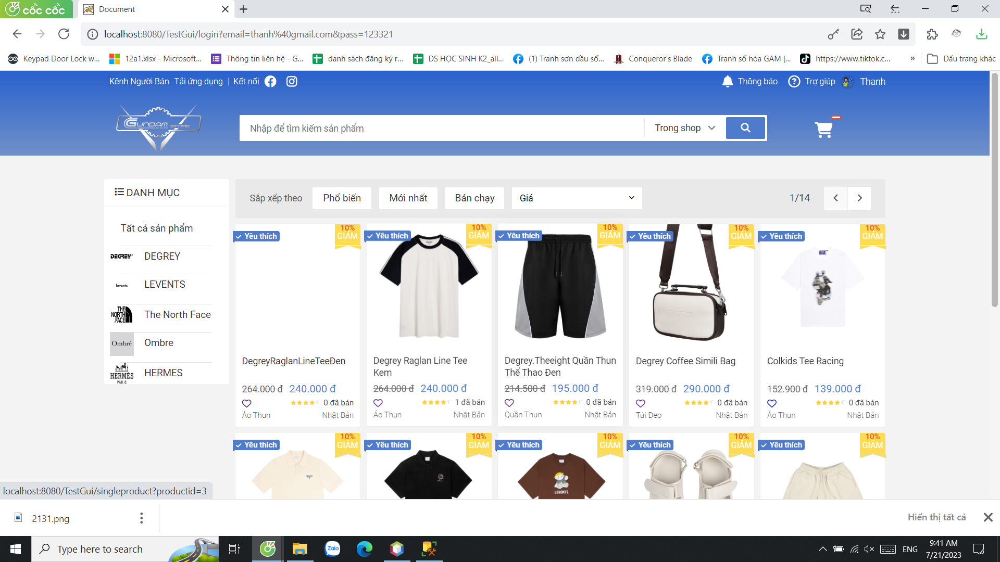 cốc cốc
Document
localhost:8080/TestGui/login?email=thanh%40gmail.com&pass=123321
Keypad Door Lock w...
12a1.xlsx - Microsoft...
Thông tin liên hệ - G...
danh sách đăng ký r...
DS HỌC SINH K2_all...
(1) Tranh sơn dầu số...
Conqueror's Blade
Tranh số hóa GAM |...
https://www.tiktok.c...
»
Dấu trang khác
Kênh Người Bán
Tải ứng dụng
Kết nối
Thông báo
Trợ giúp
Thanh
GUNDAM STORE
Nhập để tìm kiếm sản phẩm
Trong shop
DANH MỤC
Tất cả sản phẩm
DEGREY DEGREY
levents LEVENTS
THE NORTH FACE The North Face
Ombré Ombre
HERMÈS PARIS HERMES
Sắp xếp theo
Phổ biến
Mới nhất
Bán chạy
Giá
1/14
Yêu thích
10%
GIẢM
DegreyRaglanLineTeeĐen
264.000 đ 240.000 đ
0 đã bán
Áo Thun
Nhật Bản
Yêu thích
10%
GIẢM
Degrey Raglan Line Tee
Kem
264.000 đ 240.000 đ
1 đã bán
Áo Thun
Nhật Bản
Yêu thích
10%
GIẢM
Degrey.Theeight Quần Thun
Thể Thao Đen
214.500 đ 195.000 đ
0 đã bán
Quần Thun
Nhật Bản
Yêu thích
10%
GIẢM
Degrey Coffee Simili Bag
319.000 đ 290.000 đ
0 đã bán
Túi Đeo
Nhật Bản
Yêu thích
10%
GIẢM
Colkids Tee Racing
152.900 đ 139.000 đ
0 đã bán
Áo Thun
Nhật Bản
Yêu thích
10%
GIẢM
Yêu thích
10%
GIẢM
Yêu thích
10%
GIẢM
LEVENTS
Yêu thích
10%
GIẢM
Yêu thích
10%
GIẢM
localhost:8080/TestGui/singleproduct?productid=3
2131.png
Hiển thị tất cả
Type here to search
Zalo
ENG
9:41 AM
7/21/2023